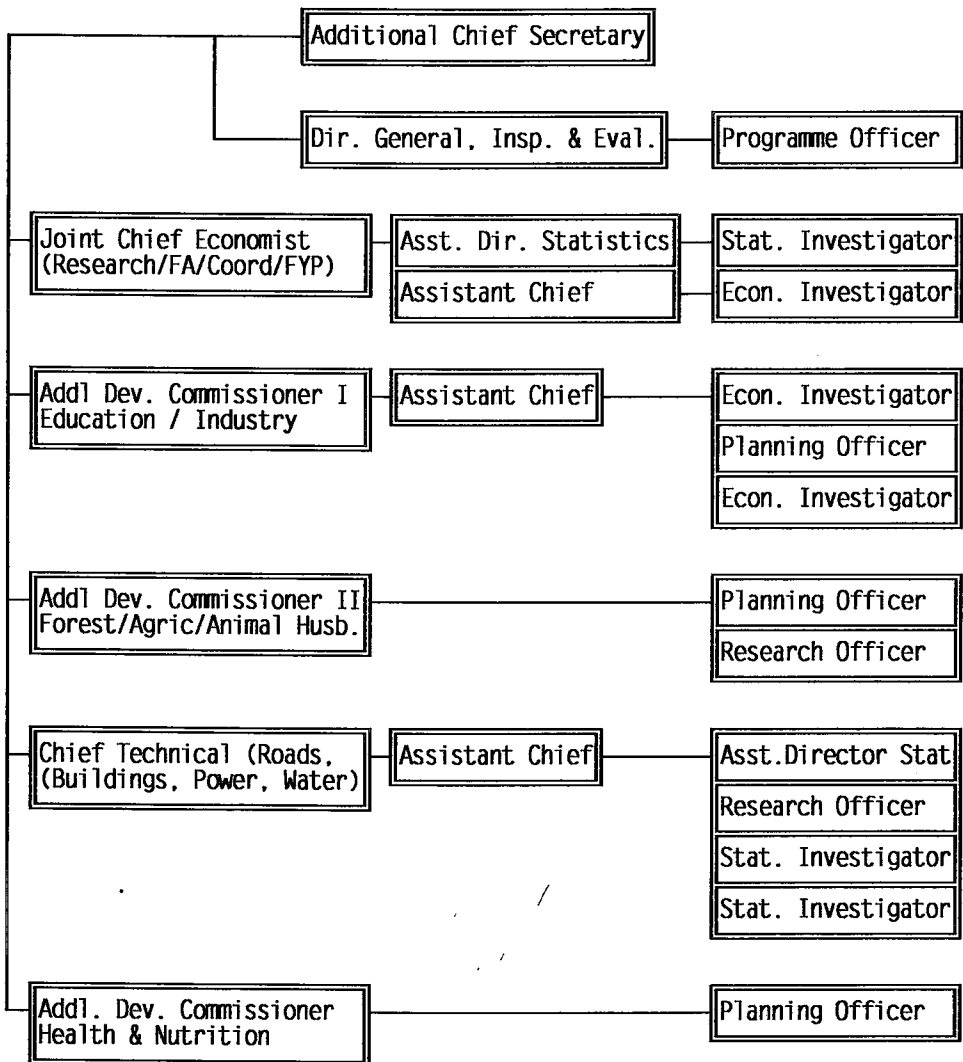 Additional Chief Secretary
Dir. General, Insp. & Eval.
Programme Officer
Joint Chief Economist
(Research/FA/Coord/FYP)
Asst. Dir. Statistics
Stat. Investigator
Assistant Chief
Econ. Investigator
Addl Dev. Commissioner I
Education / Industry
Assistant Chief
Econ. Investigator
Planning Officer
Econ. Investigator
Addl Dev. Commissioner II
Forest/Agric/Animal Husb.
Planning Officer
Research Officer
Chief Technical (Roads,
(Buildings, Power, Water)
Assistant Chief
Asst.Director Stat
Research Officer
Stat. Investigator
Stat. Investigator
Addl. Dev. Commissioner
Health & Nutrition
Planning Officer